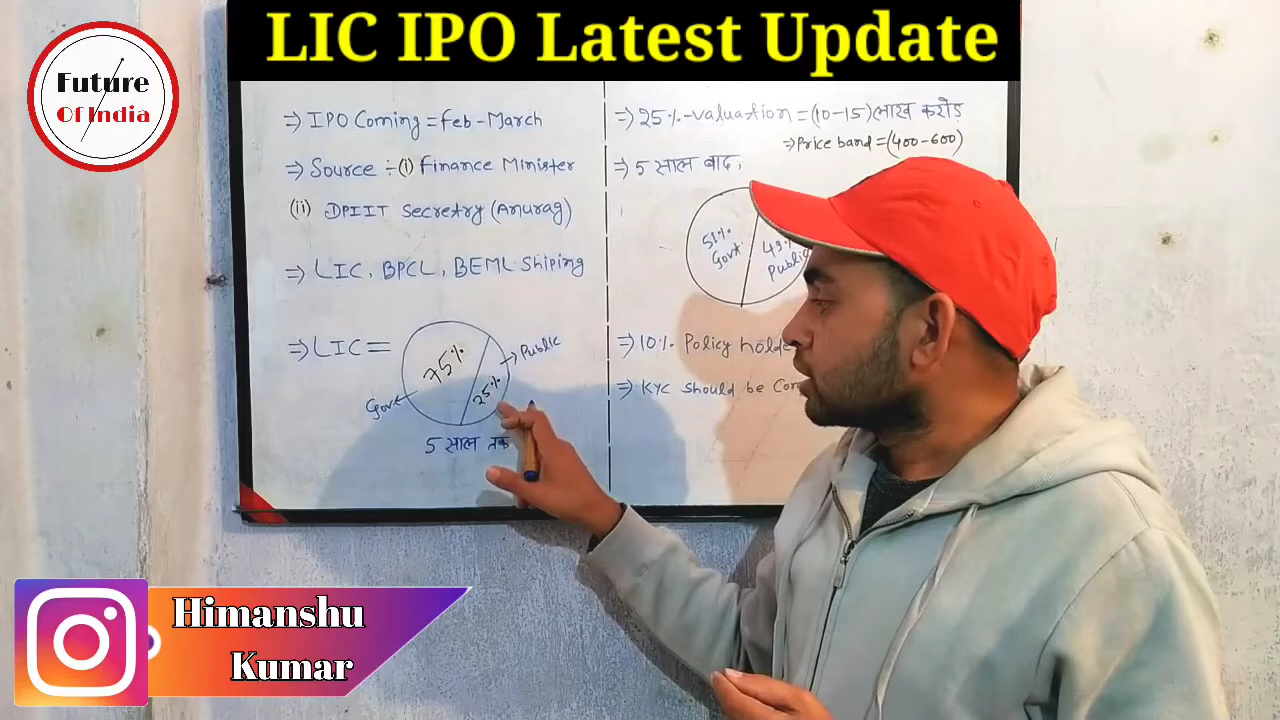 LIC IPO Latest Update
Future
Of India
⇒ IPO Coming = Feb - March
⇒ Source ÷ (i) Finance Minister
(ii) DPIIT Secretry (Anurag)
⇒ LIC, BPCL, BEML Shiping
⇒ LIC =
75%
25%
Public
Govt
5 साल तक
⇒ 25% - valuation = (10-15) लाख करोड़
⇒ Price band = (400-600)
⇒ 5 साल बाद,
51%
Govt
49%
Public
⇒ 10% Policy holde
⇒ KYC Should be Com
Himanshu
Kumar